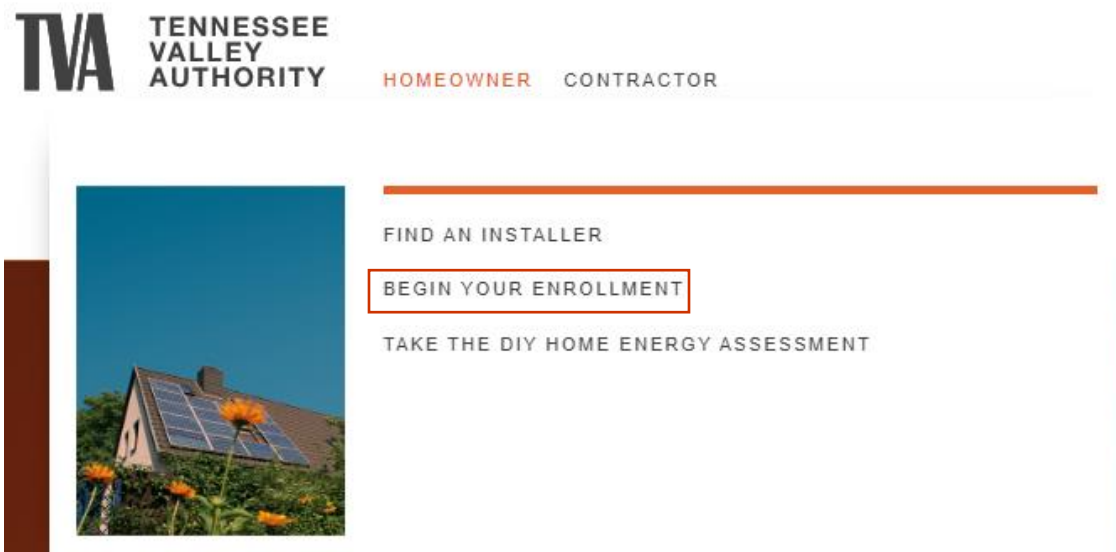 TVA
TENNESSEE
VALLEY
AUTHORITY
HOMEOWNER CONTRACTOR
FIND AN INSTALLER
BEGIN YOUR ENROLLMENT
TAKE THE DIY HOME ENERGY ASSESSMENT